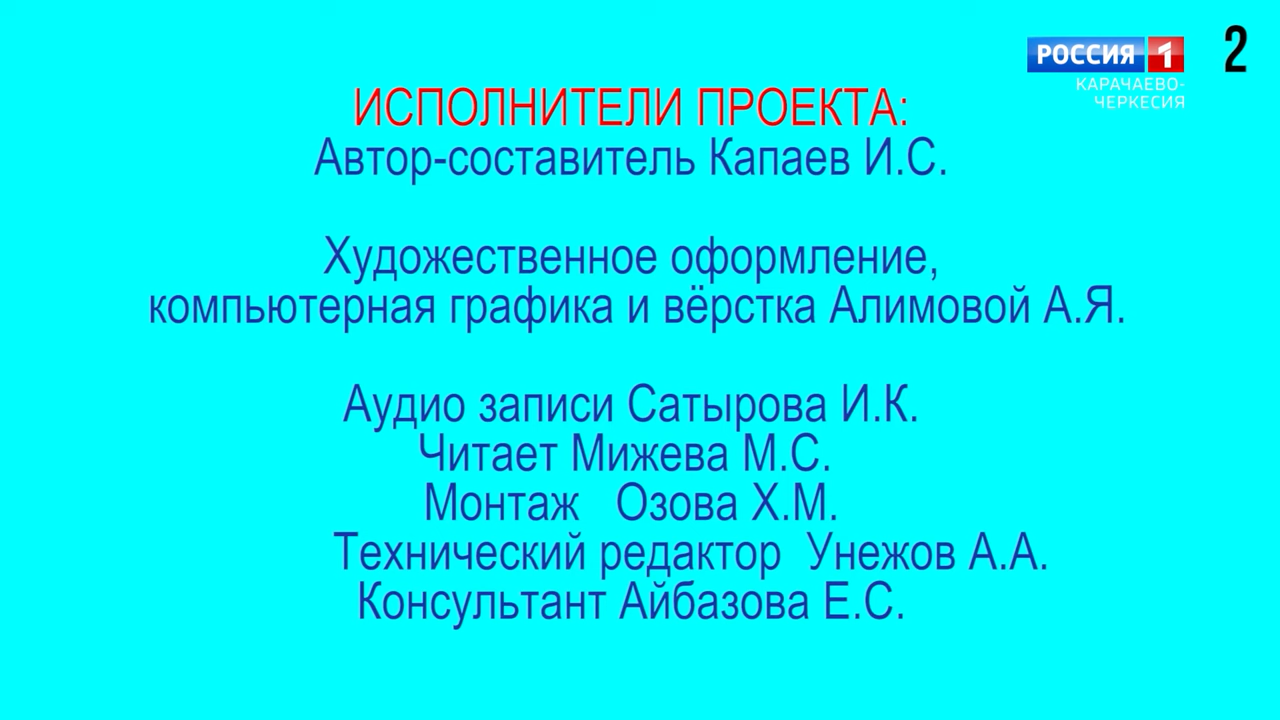 РОССИЯ 1
КАРАЧАЕВО-
ЧЕРКЕСИЯ
2
ИСПОЛНИТЕЛИ ПРОЕКТА:
Автор-составитель Капаев И.С.
Художественное оформление,
компьютерная графика и вёрстка Алимовой А.Я.
Аудио записи Сатырова И.К.
Читает Мижева М.С.
Монтаж Озова Х.М.
Технический редактор Унежов А.А.
Консультант Айбазова Е.С.